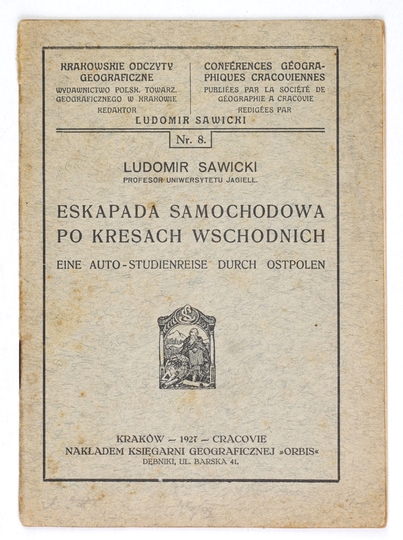 KRAKOWSKIE ODCZYTY
GEOGRAFICZNE
WYDAWNICTWO POLSK. TOWARZ.
GEOGRAFICZNEGO W KRAKOWIE
REDAKTOR
CONFÉRENCES GÉOGRA-
PHIQUES CRACOVIENNES
PUBLIÉES PAR LA SOCIÉTÉ DE
GÉOGRAPHIE A CRACOVIE
REDIGÉES PAR
LUDOMIR SAWICKI
Nr. 8.
LUDOMIR SAWICKI
PROFESOR UNIWERSYTETU JAGIELL.
ESKAPADA SAMOCHODOWA
PO KRESACH WSCHODNICH
EINE AUTO-STUDIENREISE DURCH OSTPOLEN
KRAKÓW — 1927 — CRACOVIE
NAKŁADEM KSIĘGARNI GEOGRAFICZNEJ »ORBIS«
DĘBNIKI, UL. BARSKA 41.